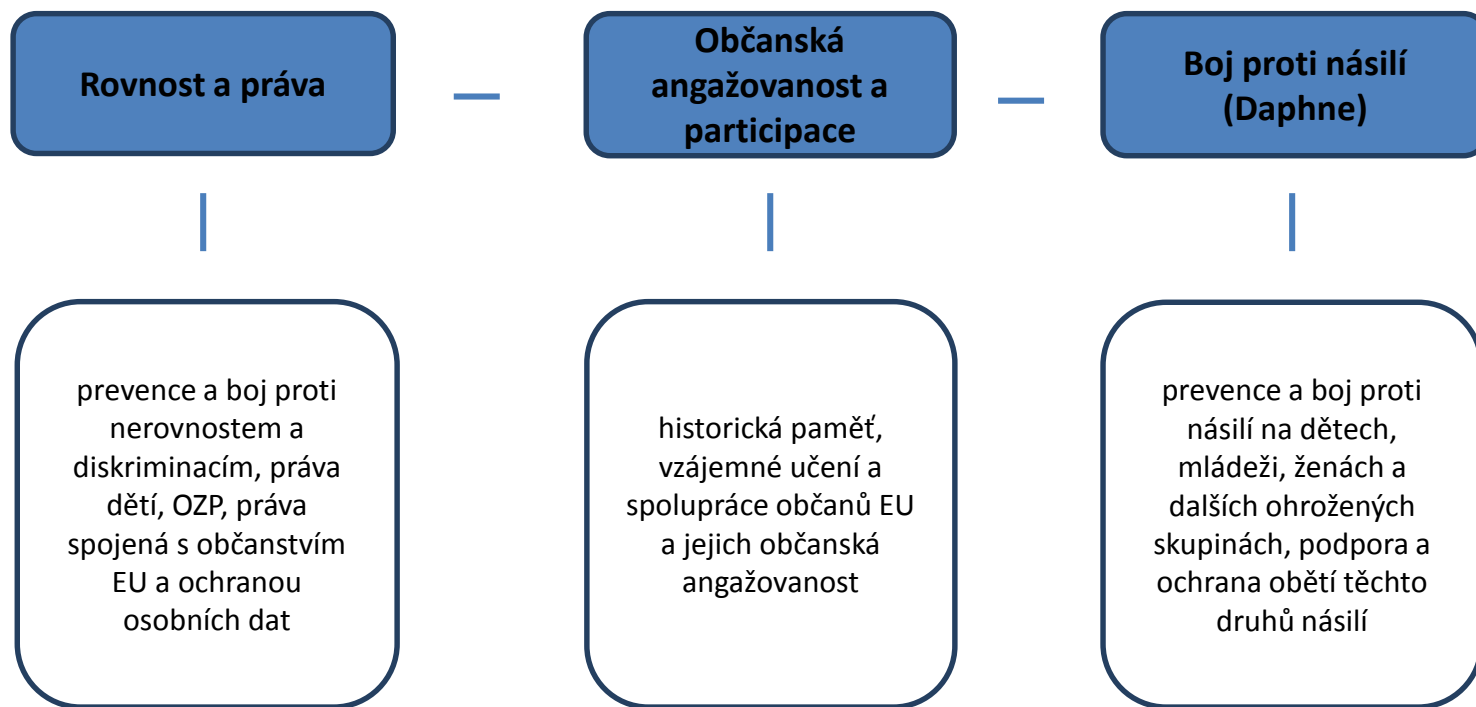 Rovnost a práva
Občanská
angažovanost a
participace
Boj proti násilí
(Daphne)
prevence a boj proti
nerovnostem a
diskriminacím, práva
dětí, OZP, práva
spojená s občanstvím
EU a ochranou
osobních dat
historická paměť,
vzájemné učení a
spolupráce občanů EU
a jejich občanská
angažovanost
prevence a boj proti
násilí na dětech,
mládeži, ženách a
dalších ohrožených
skupinách, podpora a
ochrana obětí těchto
druhů násilí